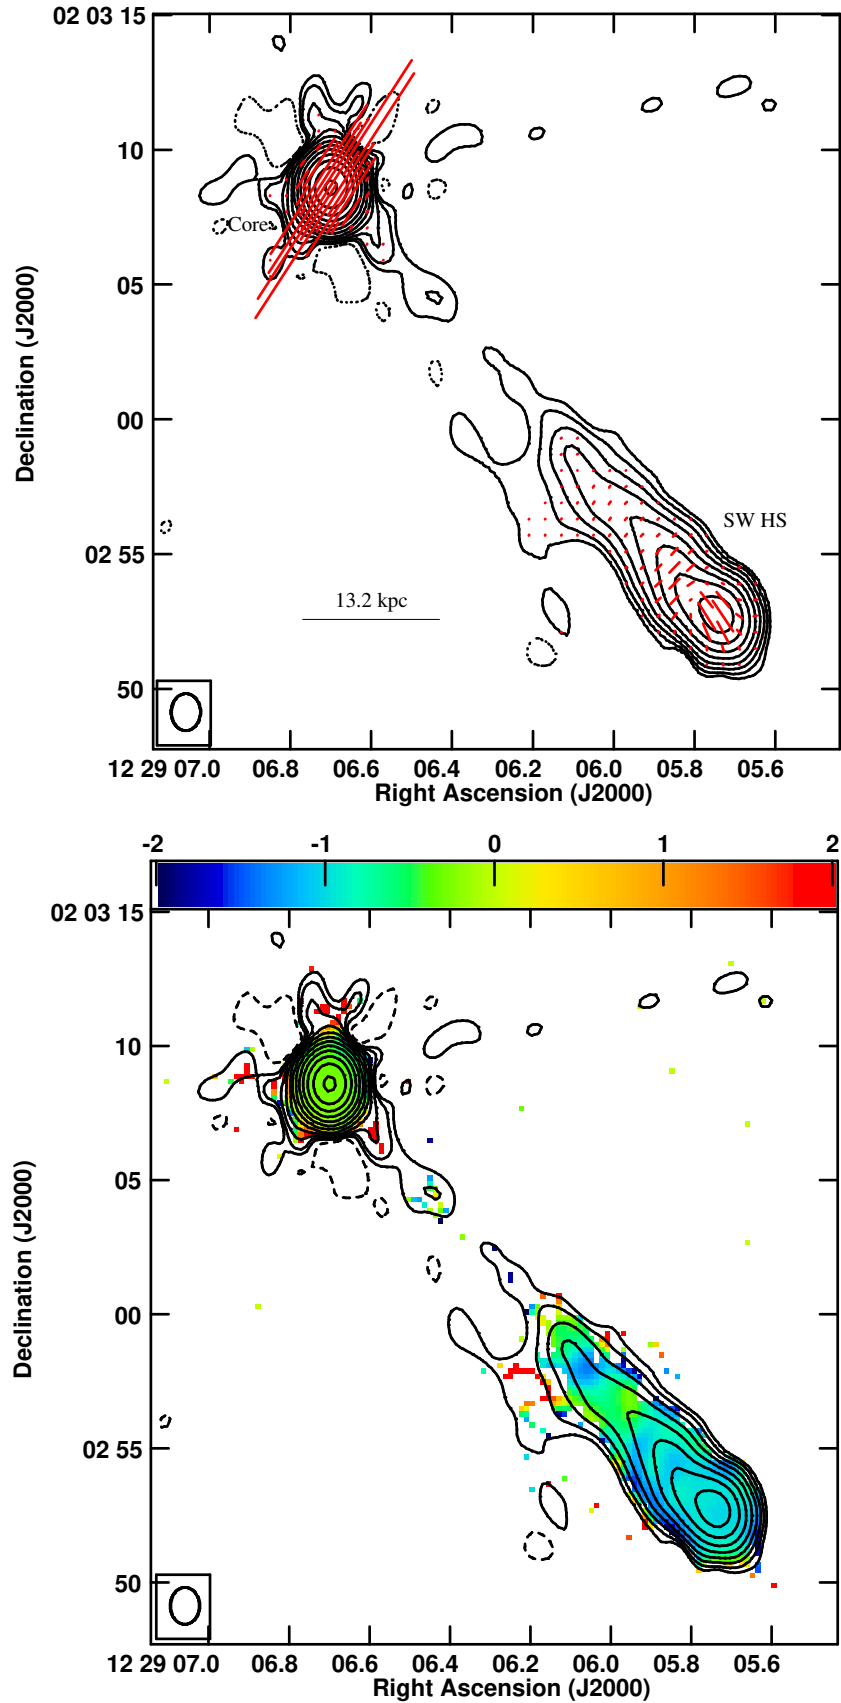 02 03 15
10
Core
05
00
SW HS
02 55
13.2 kpc
50
12 29 07.0 06.8 06.6 06.4 06.2 06.0 05.8 05.6
Right Ascension (J2000)
Declination (J2000)
-2 -1 0 1 2
02 03 15
10
05
00
02 55
50
12 29 07.0 06.8 06.6 06.4 06.2 06.0 05.8 05.6
Right Ascension (J2000)
Declination (J2000)